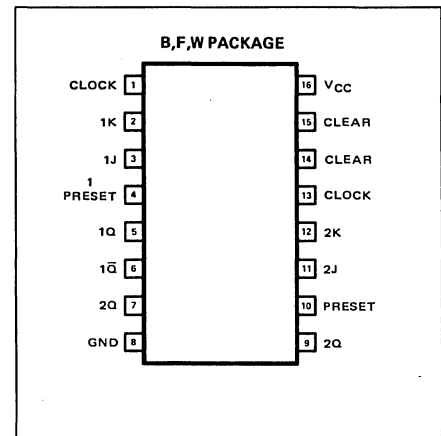 B,F,W PACKAGE
CLOCK 1
1K 2
1J 3
1
PRESET 4
1Q 5
1Q̅ 6
2Q 7
GND 8
16 VCC
15 CLEAR
14 CLEAR
13 CLOCK
12 2K
11 2J
10 PRESET
9 2Q